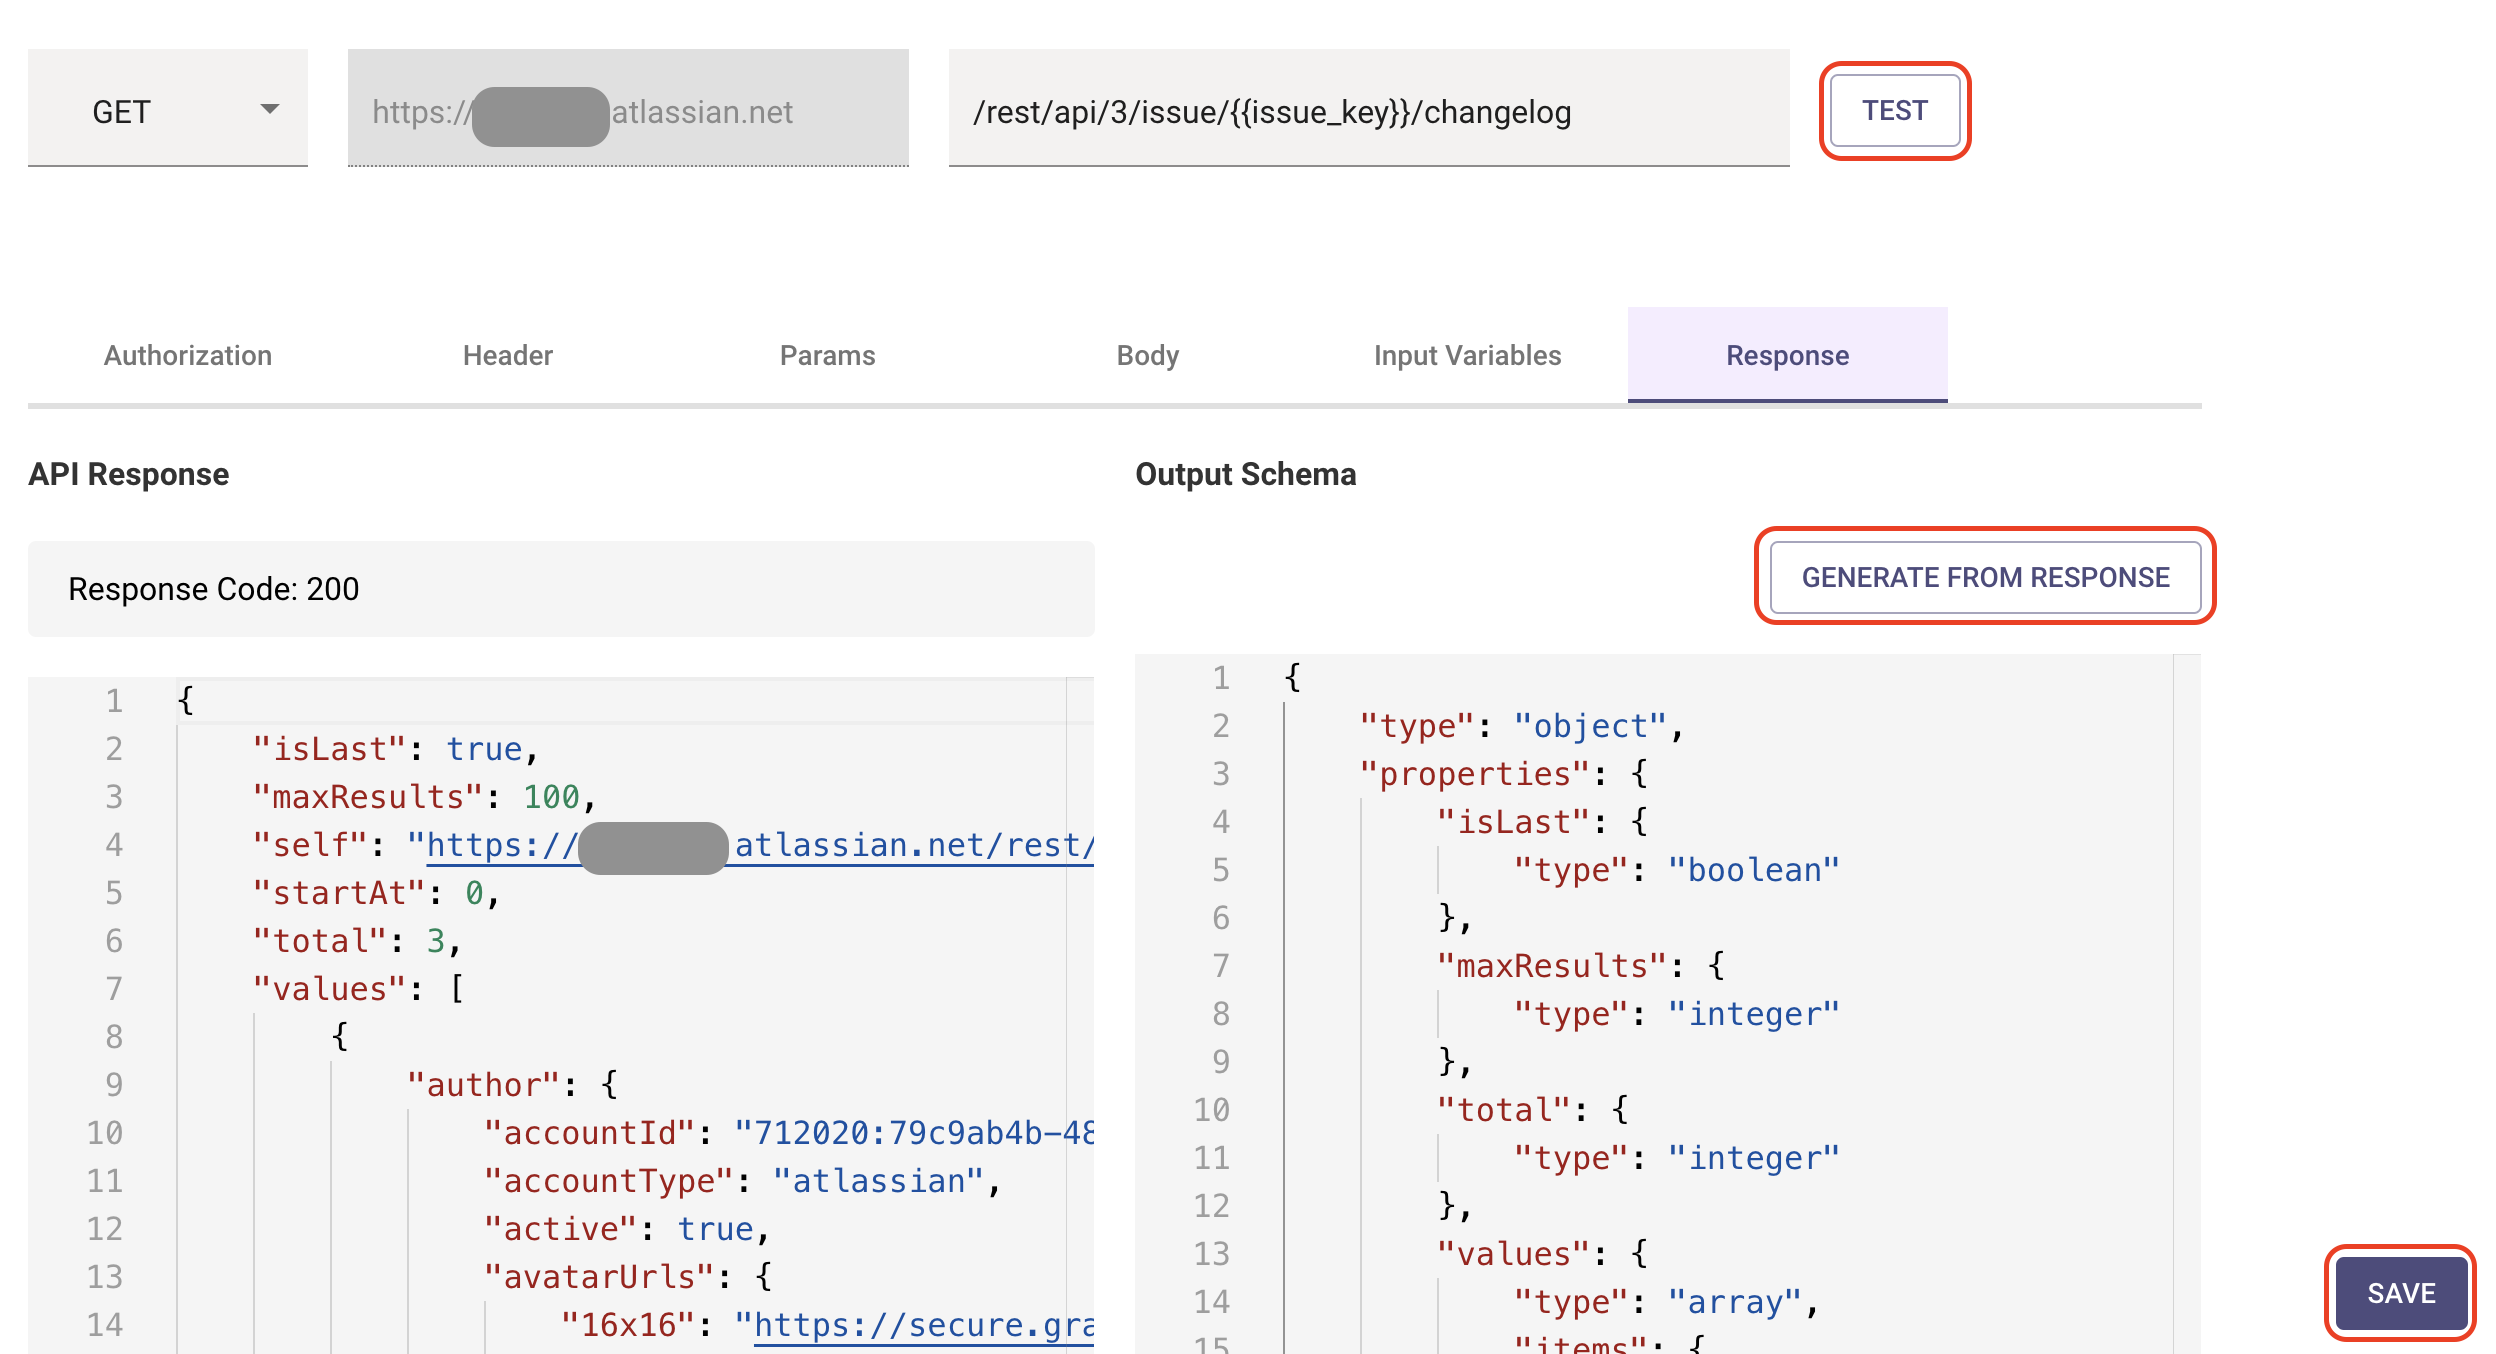 GET
https:// atlassian.net
/rest/api/3/issue/{{issue_key}}/changelog
TEST
Authorization
Header
Params
Body
Input Variables
Response
API Response
Response Code: 200
1 {
2 "isLast": true,
3 "maxResults": 100,
4 "self": "https:// atlassian.net/rest/
5 "startAt": 0,
6 "total": 3,
7 "values": [
8 {
9 "author": {
10 "accountId": "712020:79c9ab4b-48
11 "accountType": "atlassian",
12 "active": true,
13 "avatarUrls": {
14 "16x16": "https://secure.gra
Output Schema
GENERATE FROM RESPONSE
1 {
2 "type": "object",
3 "properties": {
4 "isLast": {
5 "type": "boolean"
6 },
7 "maxResults": {
8 "type": "integer"
9 },
10 "total": {
11 "type": "integer"
12 },
13 "values": {
14 "type": "array",
15 "items": {
SAVE